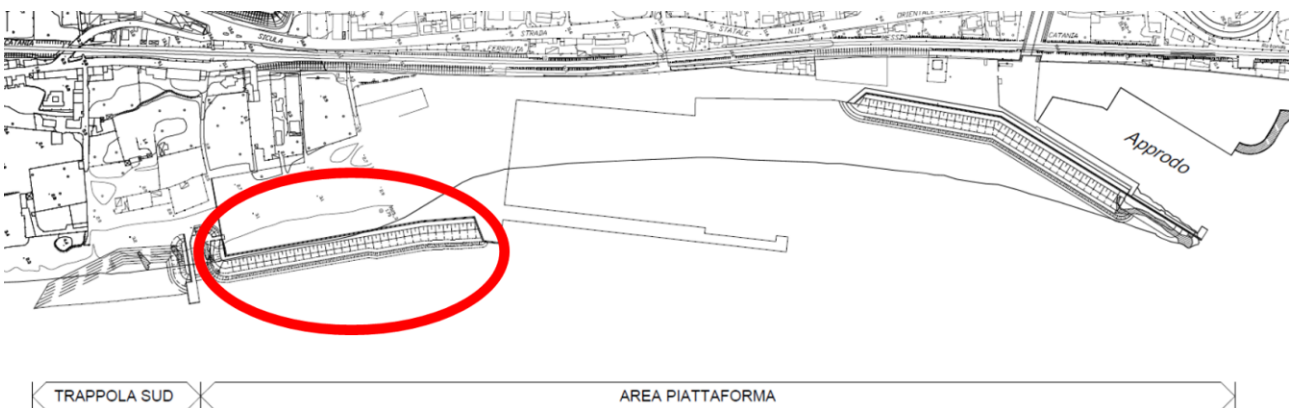 ORIENTALE
STRADA
STATALE
N.114
SICULA
CATANIA
CATANIA
FERROVIA
Approdo
TRAPPOLA SUD
AREA PIATTAFORMA